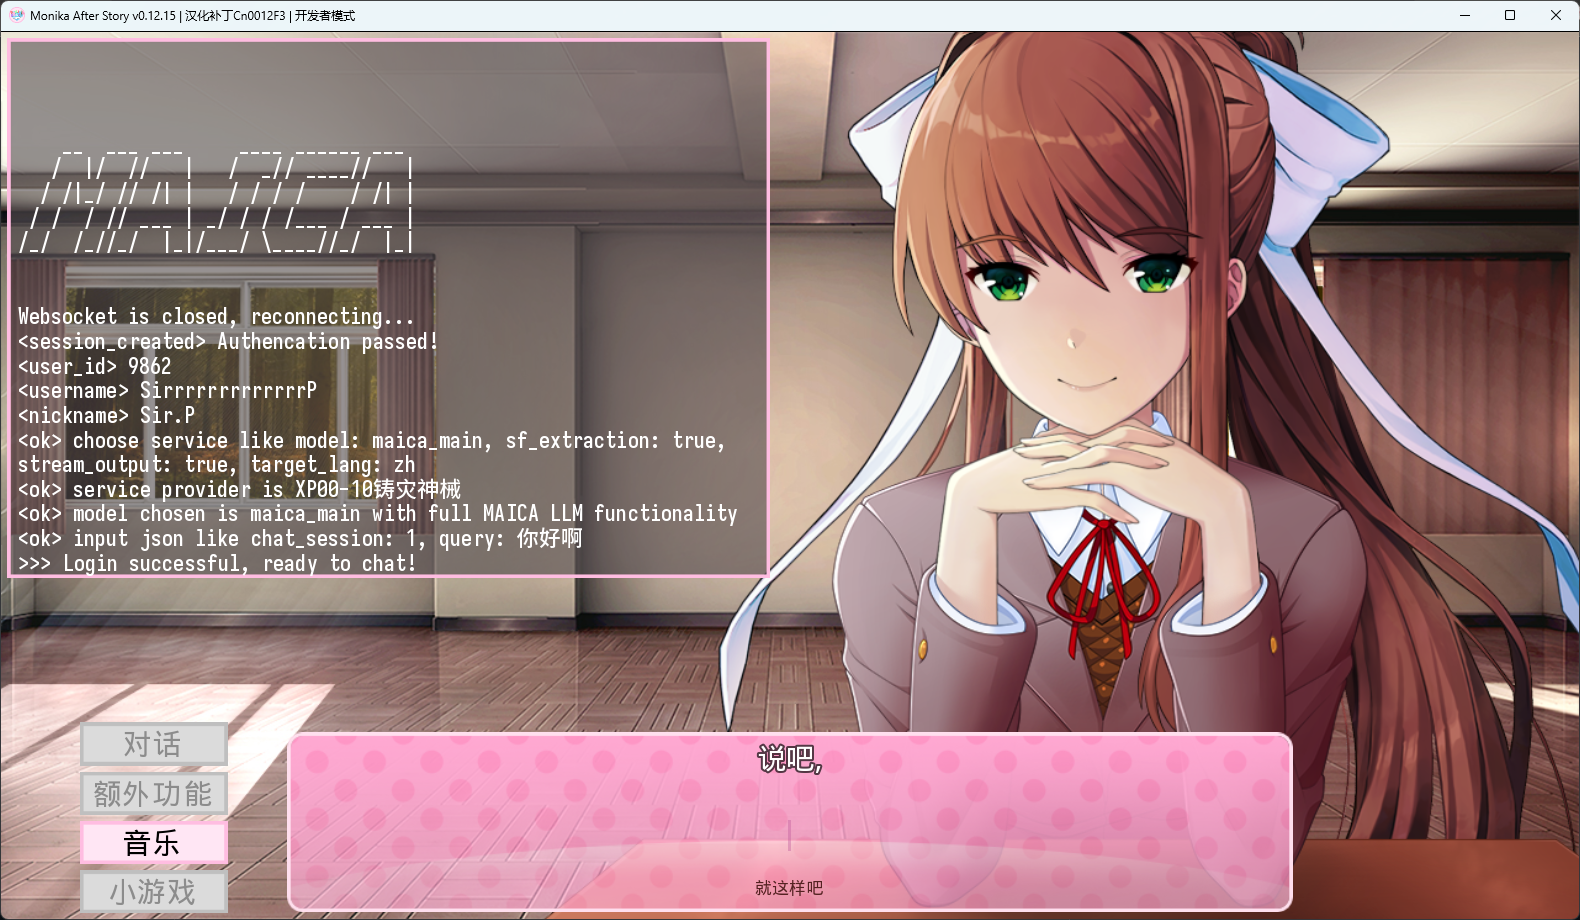 Monika After Story v0.12.15 | 汉化补丁Cn0012F3 | 开发者模式
Websocket is closed, reconnecting...
<session_created> Authencation passed!
<user_id> 9862
<username> SirrrrrrrrrrrrrP
<nickname> Sir.P
<ok> choose service like model: maica_main, sf_extraction: true,
stream_output: true, target_lang: zh
<ok> service provider is XP00-10铸灾神械
<ok> model chosen is maica_main with full MAICA LLM functionality
<ok> input json like chat_session: 1, query: 你好啊
>>> Login successful, ready to chat!
对话
额外功能
音乐
小游戏
说吧,
就这样吧